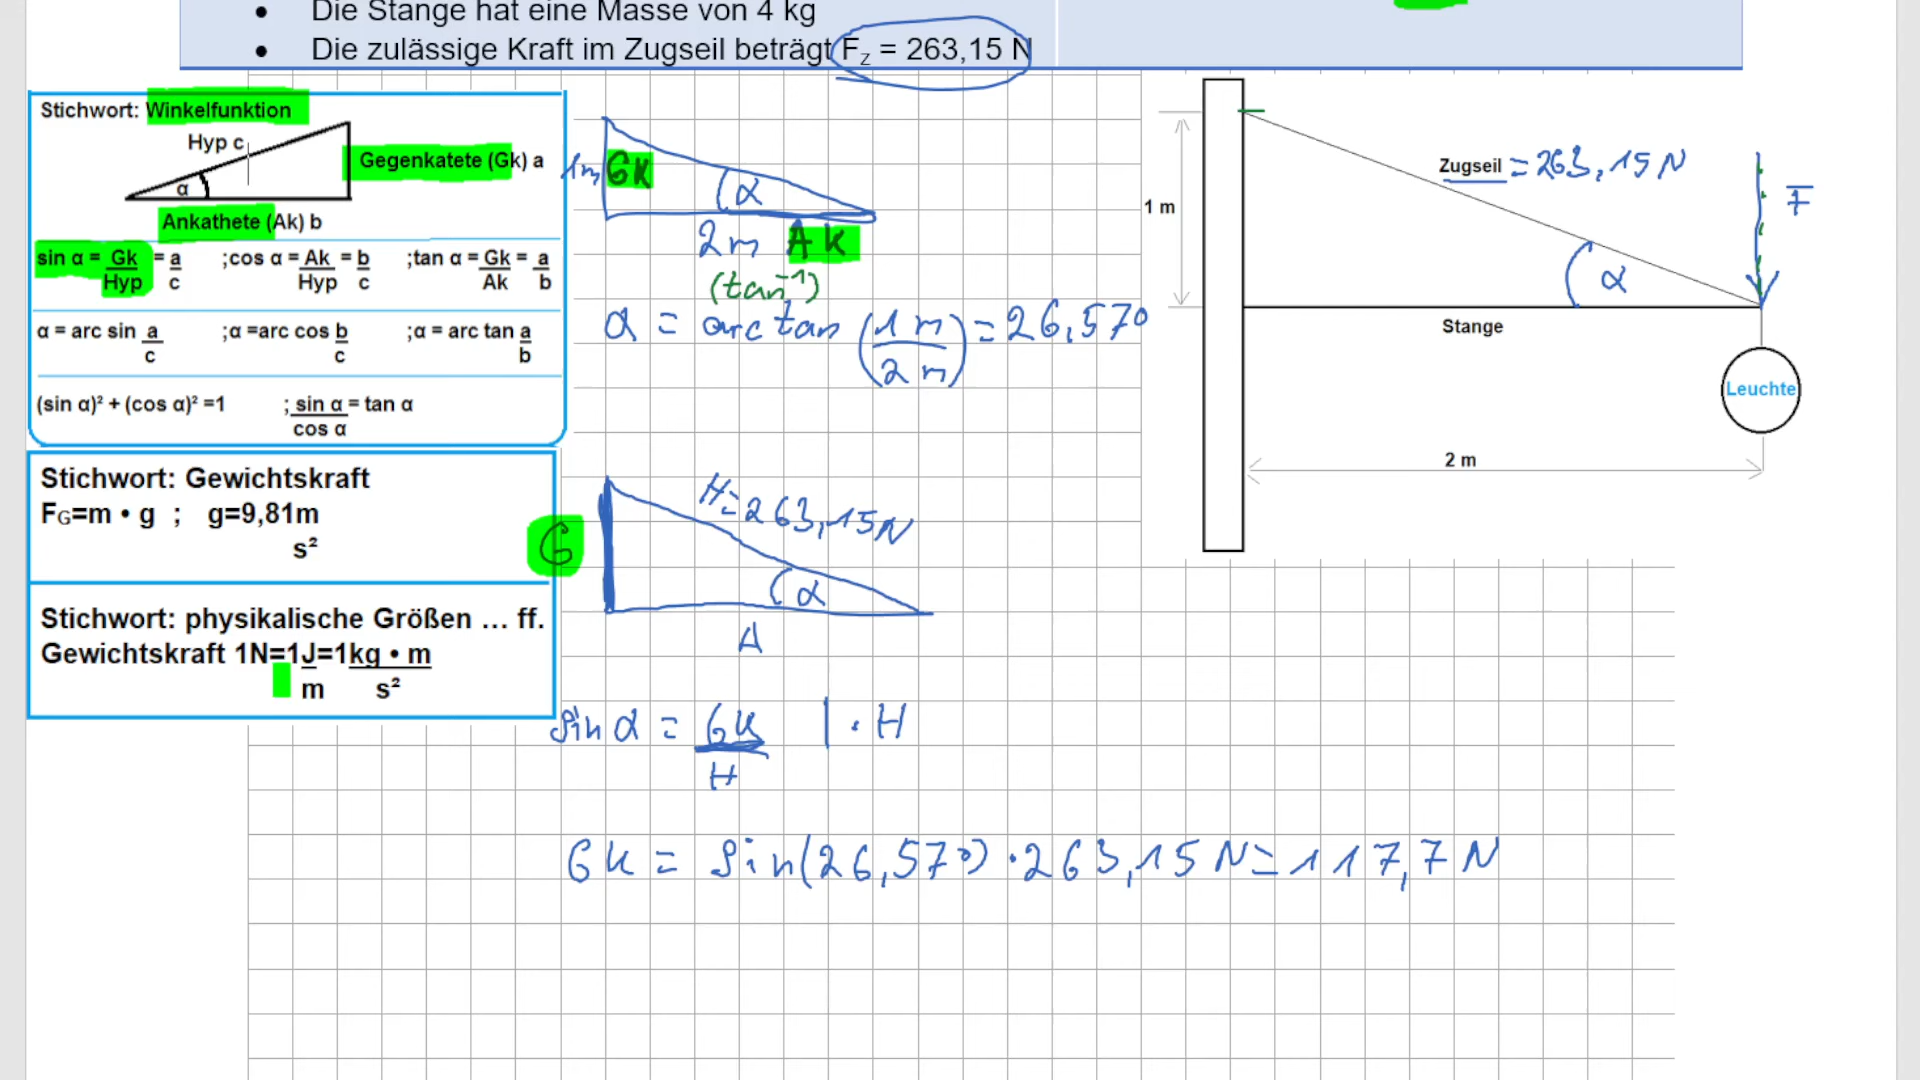 • Die Stange hat eine Masse von 4 kg
• Die zulässige Kraft im Zugseil beträgt Fz = 263,15 N
Stichwort: Winkelfunktion
Hyp c
Gegenkatete (Gk) a
α
Ankathete (Ak) b
sin α = Gk/Hyp = a/c ;cos α = Ak/Hyp = b/c ;tan α = Gk/Ak = a/b
α = arc sin a/c ;α =arc cos b/c ;α = arc tan a/b
(sin α)² + (cos α)² =1 ; sin α/cos α = tan α
Stichwort: Gewichtskraft
FG=m • g ; g=9,81m/s²
Stichwort: physikalische Größen … ff.
Gewichtskraft 1N=1J/m=1kg • m/s²
1m GK
α
2m AK
(tan⁻¹)
α = arc tan (1 m/2 m) = 26,57°
G
H=263,15N
α
A
sin α = GK/H | · H
GK = sin(26,57°) · 263,15 N = 117,7 N
Zugseil = 263,15 N
F
1 m
α
Stange
Leuchte
2 m